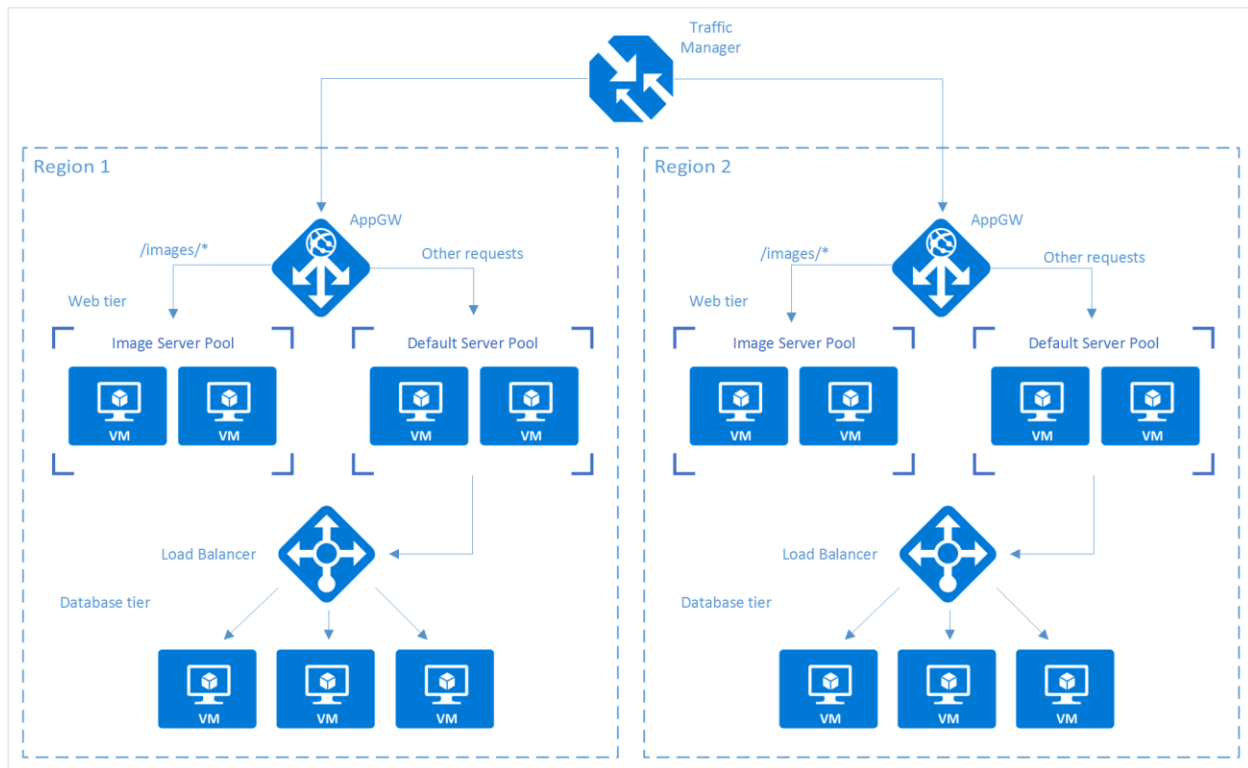 Traffic
Manager
Region 1
AppGW
/images/*
Other requests
Web tier
Image Server Pool
Default Server Pool
VM
VM
VM
VM
Load Balancer
Database tier
VM
VM
VM
Region 2
AppGW
/images/*
Other requests
Web tier
Image Server Pool
Default Server Pool
VM
VM
VM
VM
Load Balancer
Database tier
VM
VM
VM